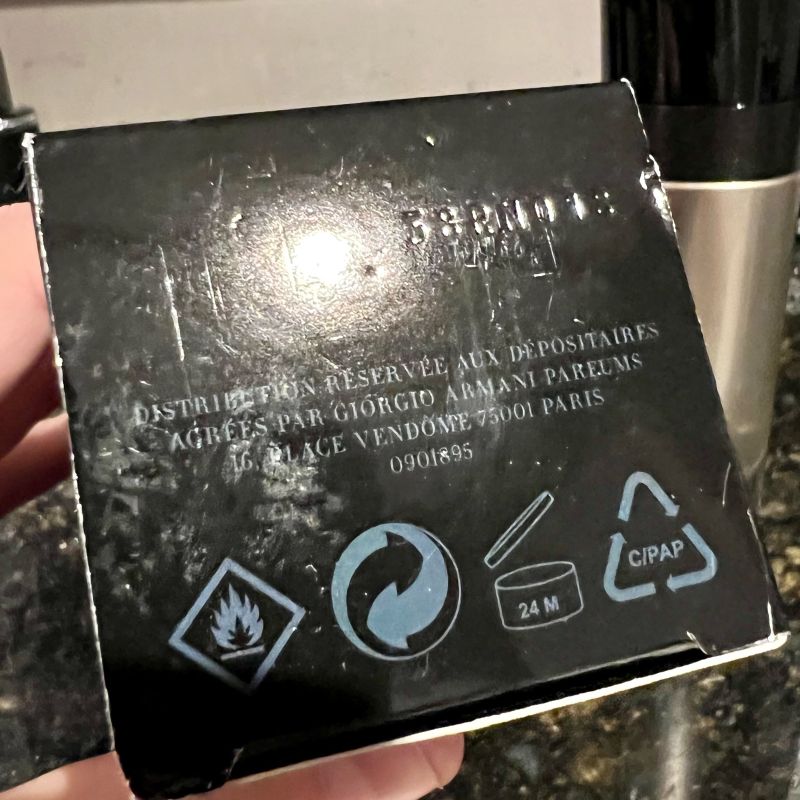 DISTRIBUTION RÉSERVÉE AUX DÉPOSITAIRES
AGRÉÉS PAR GIORGIO ARMANI PARFUMS
16, PLACE VENDÔME 75001 PARIS
0901895
24 M
C/PAP